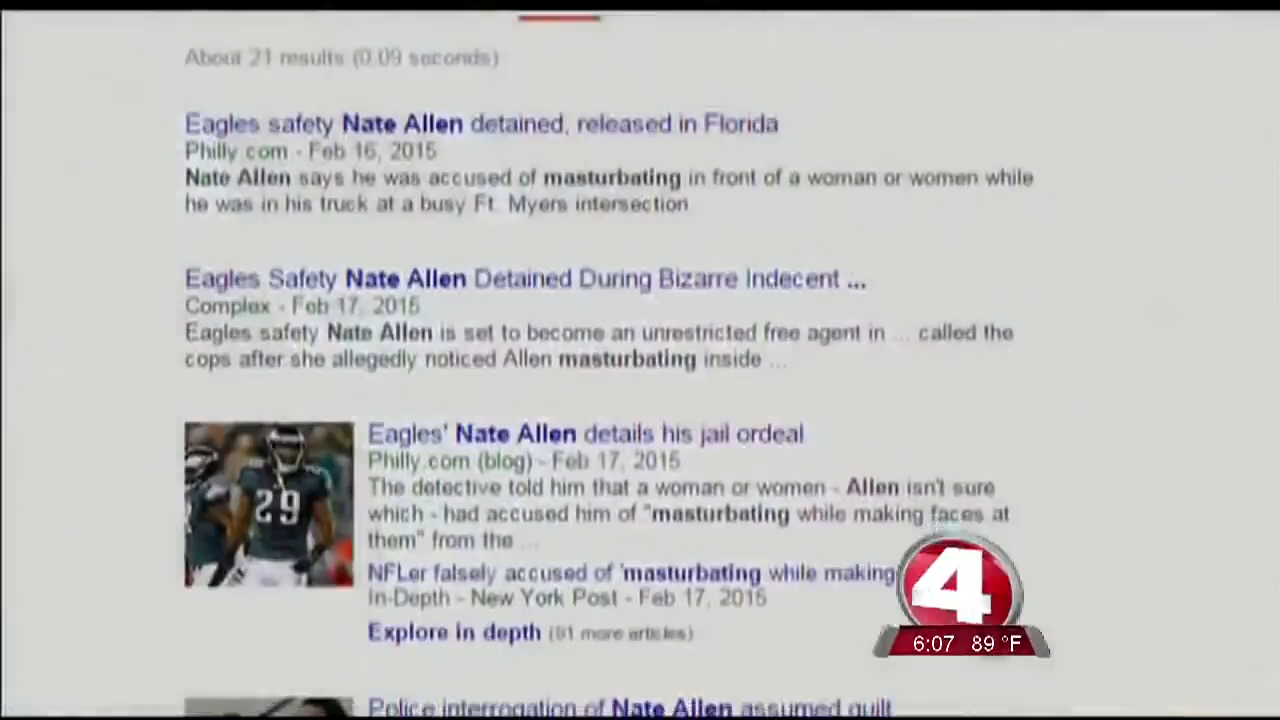 About 21 results (0.09 seconds)
Eagles safety Nate Allen detained, released in Florida
Philly.com - Feb 16, 2015
Nate Allen says he was accused of masturbating in front of a woman or women while
he was in his truck at a busy Ft. Myers intersection
Eagles Safety Nate Allen Detained During Bizarre Indecent ...
Complex - Feb 17, 2015
Eagles safety Nate Allen is set to become an unrestricted free agent in ... called the
cops after she allegedly noticed Allen masturbating inside ...
29
Eagles' Nate Allen details his jail ordeal
Philly.com (blog) - Feb 17, 2015
The detective told him that a woman or women - Allen isn't sure
which - had accused him of "masturbating while making faces at
them" from the ...
NFLer falsely accused of 'masturbating while making
In-Depth - New York Post - Feb 17, 2015
Explore in depth (91 more articles)
4
6:07 89 °F
Police interrogation of Nate Allen assumed guilt